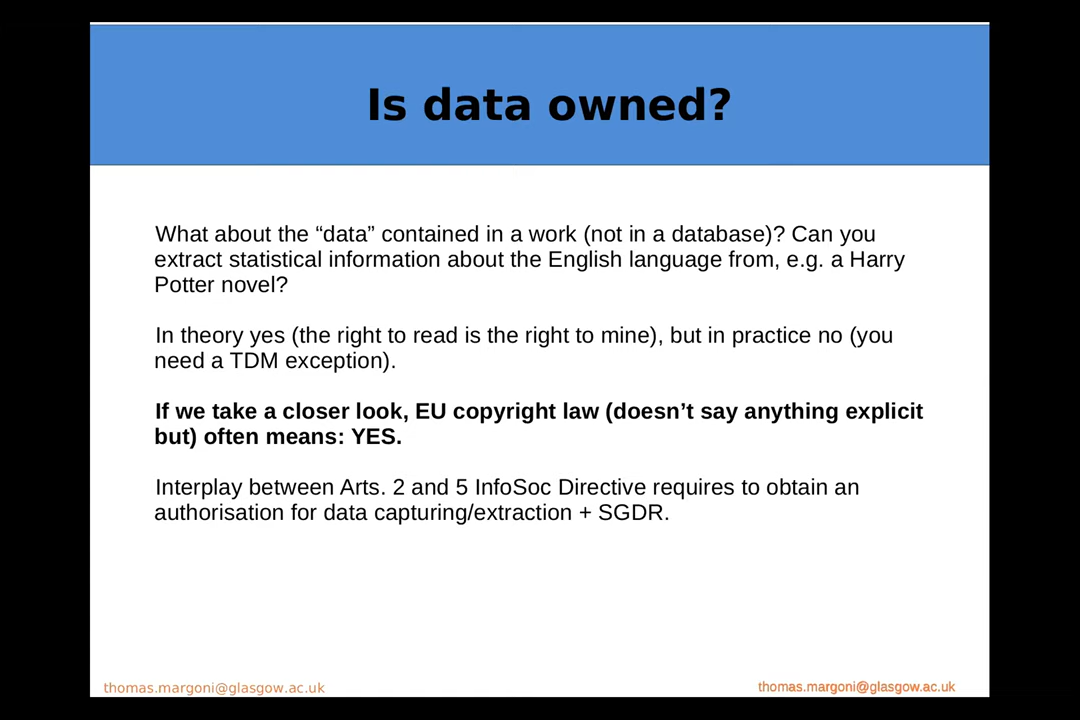 Is data owned?
What about the “data” contained in a work (not in a database)? Can you
extract statistical information about the English language from, e.g. a Harry
Potter novel?
In theory yes (the right to read is the right to mine), but in practice no (you
need a TDM exception).
If we take a closer look, EU copyright law (doesn’t say anything explicit
but) often means: YES.
Interplay between Arts. 2 and 5 InfoSoc Directive requires to obtain an
authorisation for data capturing/extraction + SGDR.
thomas.margoni@glasgow.ac.uk
thomas.margoni@glasgow.ac.uk